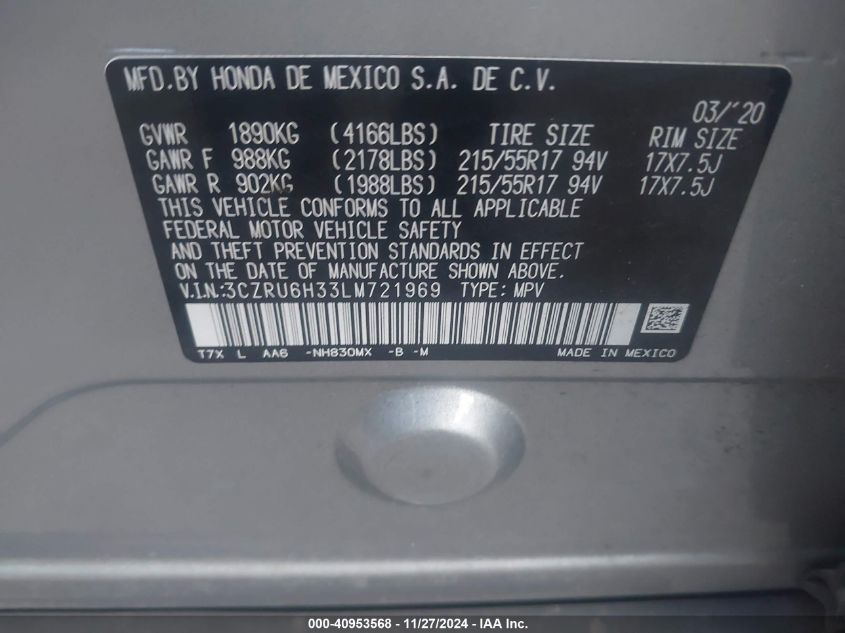 MFD.BY HONDA DE MEXICO S.A. DE C.V.
03/'20
GVWR 1890KG (4166LBS) TIRE SIZE RIM SIZE
GAWR F 988KG (2178LBS) 215/55R17 94V 17X7.5J
GAWR R 902KG (1988LBS) 215/55R17 94V 17X7.5J
THIS VEHICLE CONFORMS TO ALL APPLICABLE
FEDERAL MOTOR VEHICLE SAFETY
AND THEFT PREVENTION STANDARDS IN EFFECT
ON THE DATE OF MANUFACTURE SHOWN ABOVE.
V.I.N.:3CZRU6H33LM721969 TYPE: MPV
T7X L AA6 -NH830MX -B -M MADE IN MEXICO
000-40953568 - 11/27/2024 - IAA Inc.